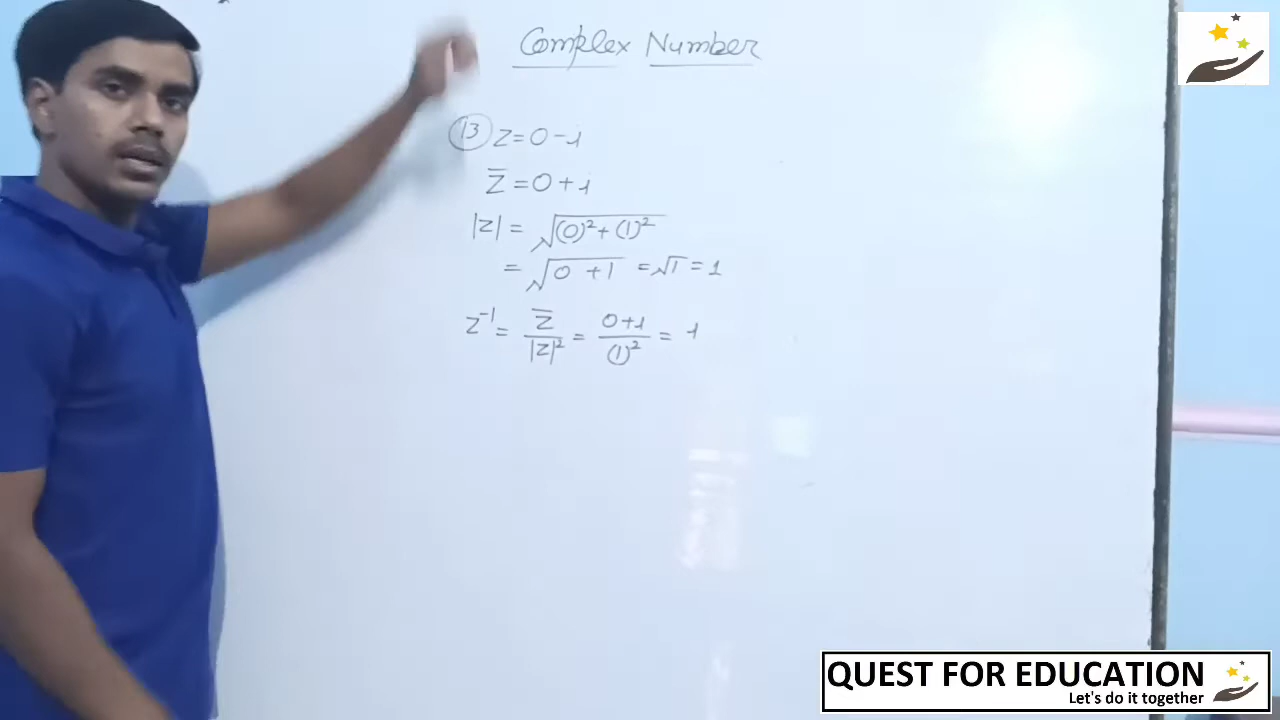 Complex Number
13 z = 0 - i
z̅ = 0 + i
|z| = √(0)² + (1)²
= √0 + 1 = √1 = 1
z⁻¹ = z̅/|z|² = 0+i/(1)² = i
QUEST FOR EDUCATION
Let's do it together